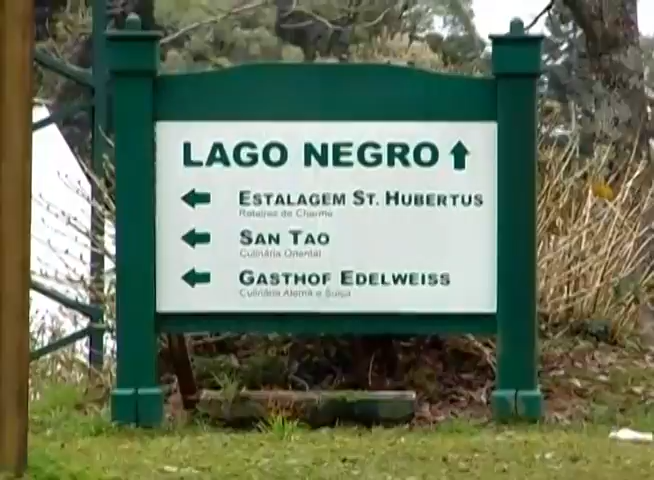 LAGO NEGRO ↑
← ESTALAGEM ST. HUBERTUS
Roteiros de Charme
← SAN TAO
Culinária Oriental
← GASTHOF EDELWEISS
Culinária Alemã e Suíça